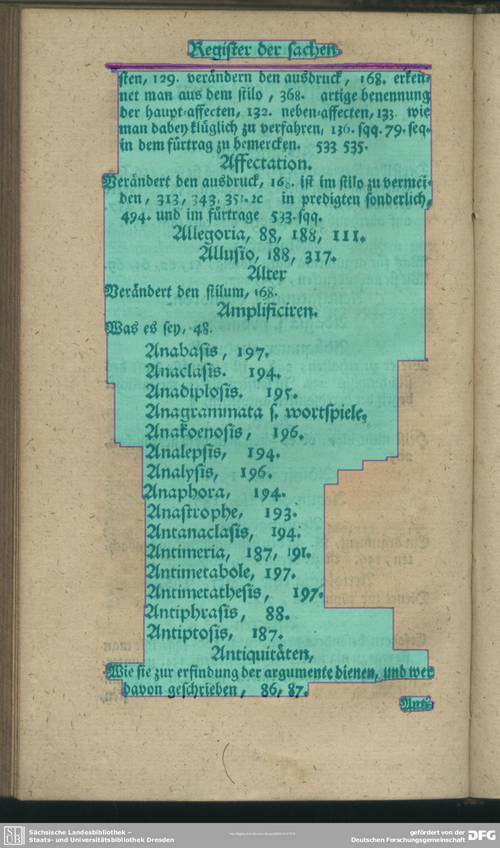 Register der sachen.
sten, 129. verändern den ausdruck, 168. erken-
net man aus dem stilo, 368. artige benennung
der haupt-affecten, 132. neben-affecten, 133. wie
man dabey klüglich zu verfahren, 136. sqq. 79. seq.
in dem fürtrag zu bemercken. 533 535.
Affectation.
Verändert den ausdruck, ist im stilo zu vermei-
den, 313, 343. 351. ꝛc in predigten sonderlich,
494. und im fürtrage 533. sqq.
Allegoria, 88, 188, 111.
Allusio, 188, 317.
Alter
Verändert den stilum, 168.
Amplificiren.
Was es sey, 48.
Anabasis, 197.
Anaclasis. 194.
Anadiplosis. 195.
Anagrammata s. wortspiele.
Anakoenosis, 196.
Analepsis, 194.
Analysis, 196.
Anaphora, 194.
Anastrophe, 193.
Antanaclasis, 194.
Antimeria, 187, 191.
Antimetabole, 197.
Antimetathesis, 197.
Antiphrasis, 88.
Antiptosis, 187.
Antiquitäten,
Wie sie zur erfindung der argumente dienen, und wer
davon geschrieben, 86, 87.
Anti-
Sächsische Landesbibliothek –
Staats- und Universitätsbibliothek Dresden
gefördert von der
Deutschen Forschungsgemeinschaft
DFG